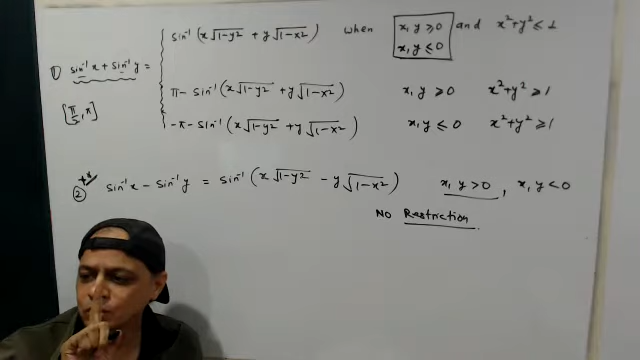 sin⁻¹(x√1-y² + y√1-x²) when x, y ≥ 0 and x²+y² ≤ 1
x, y ≤ 0
1) sin⁻¹x + sin⁻¹y =
π - sin⁻¹(x√1-y² + y√1-x²) x, y ≥ 0 x²+y² ≥ 1
[π/2, π]
-π - sin⁻¹(x√1-y² + y√1-x²) x, y ≤ 0 x²+y² ≥ 1
2 sin⁻¹x - sin⁻¹y = sin⁻¹(x√1-y² - y√1-x²) x, y > 0 , x, y < 0
NO Restriction.